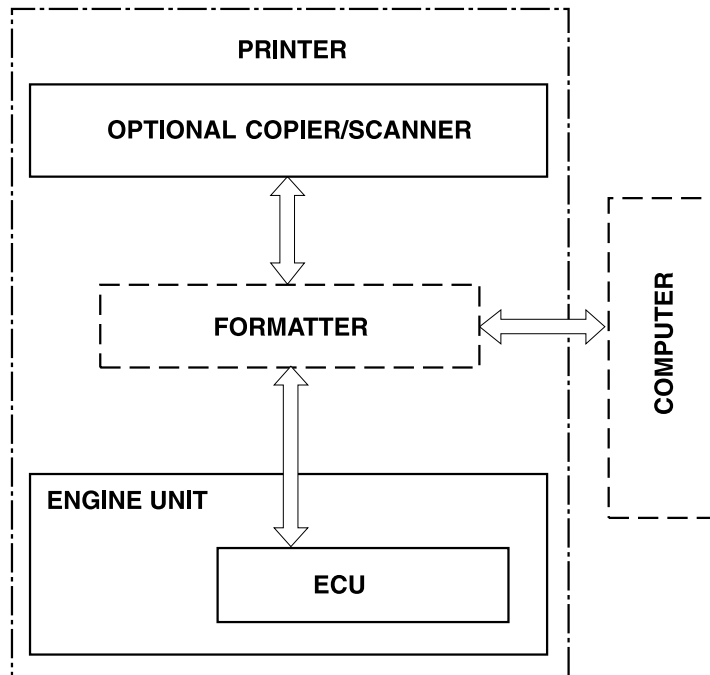 PRINTER
OPTIONAL COPIER/SCANNER
FORMATTER
COMPUTER
ENGINE UNIT
ECU